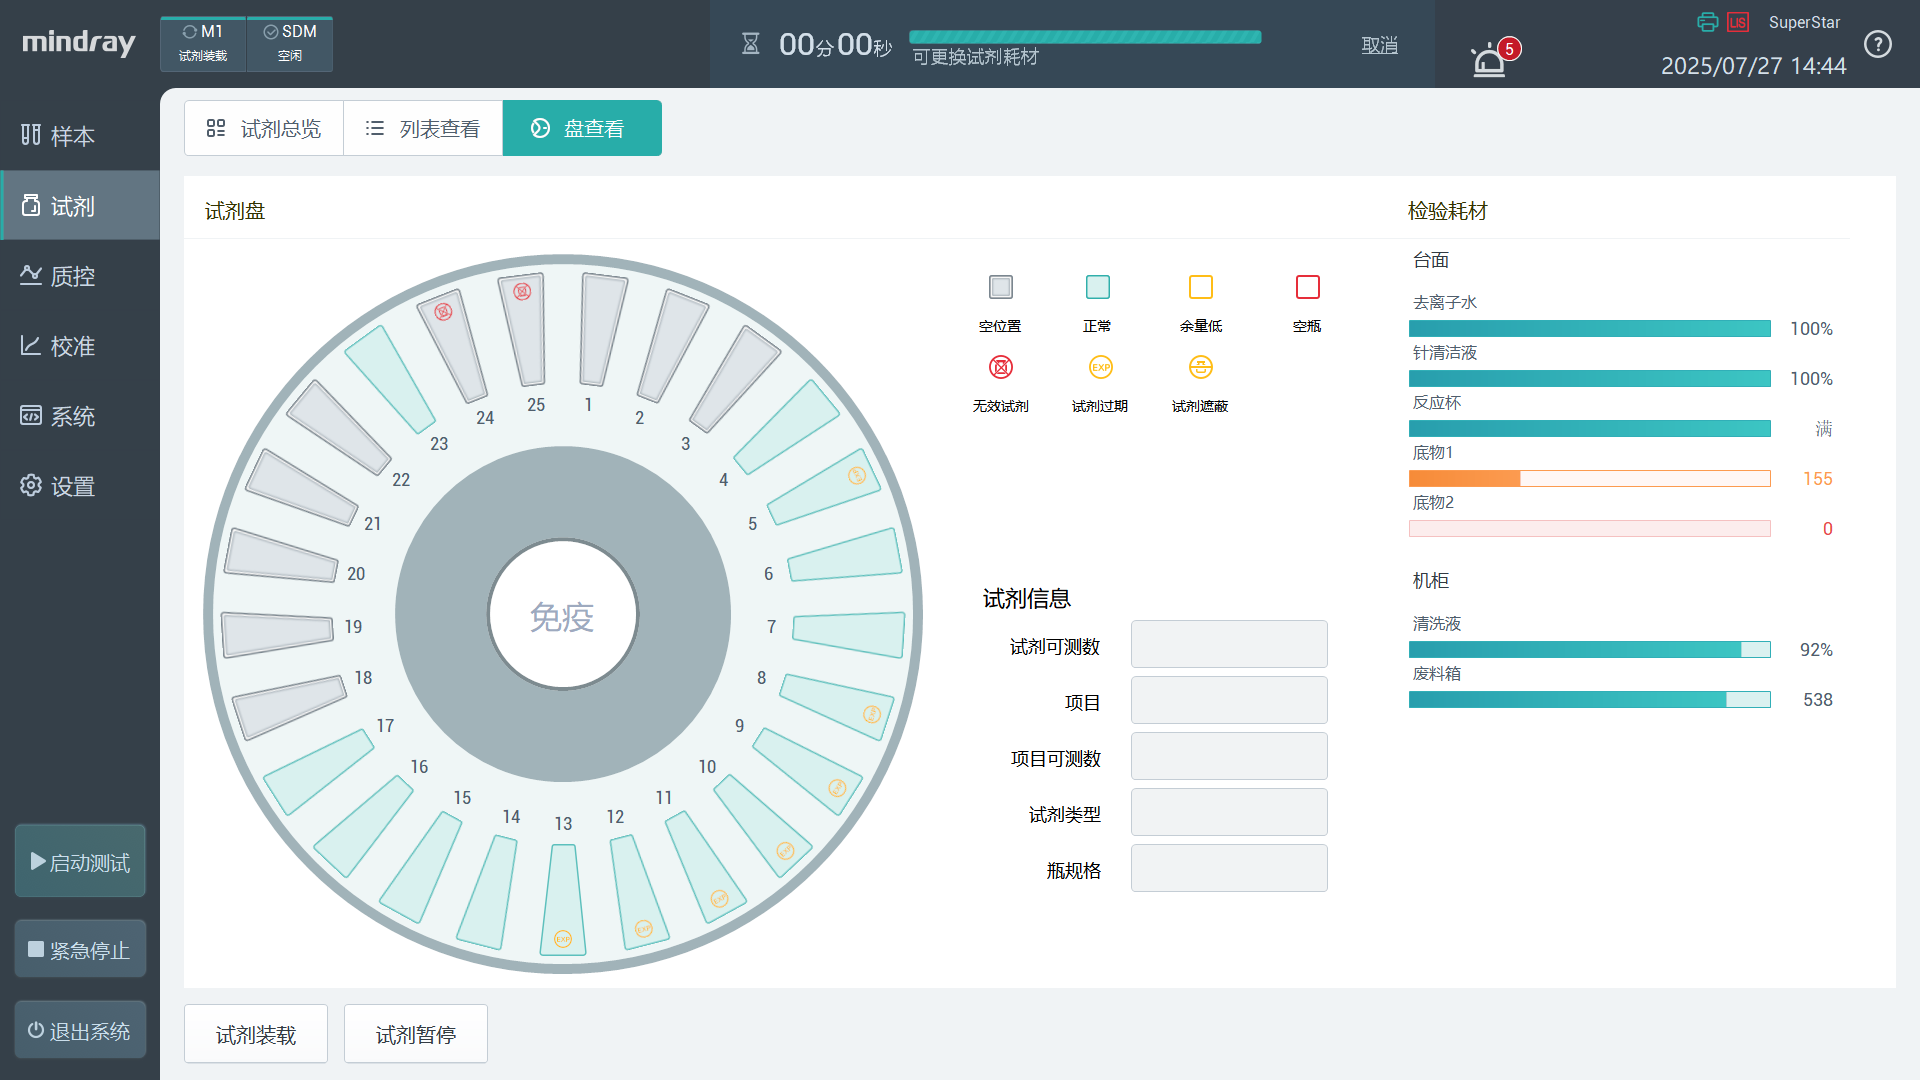 mindray
M1
试剂装载
SDM
空闲
00分00秒
可更换试剂耗材
取消
5
LIS
SuperStar
2025/07/27 14:44
?
样本
试剂
质控
校准
系统
设置
启动测试
紧急停止
退出系统
试剂总览
列表查看
盘查看
试剂盘
1
2
3
4
5
6
7
8
9
10
11
12
13
14
15
16
17
18
19
20
21
22
23
24
25
EXP
EXP
EXP
EXP
EXP
EXP
EXP
免疫
空位置
正常
余量低
空瓶
EXP
无效试剂
试剂过期
试剂遮蔽
试剂信息
试剂可测数
项目
项目可测数
试剂类型
瓶规格
检验耗材
台面
去离子水
100%
针清洁液
100%
反应杯
满
底物1
155
底物2
0
机柜
清洗液
92%
废料箱
538
试剂装载
试剂暂停